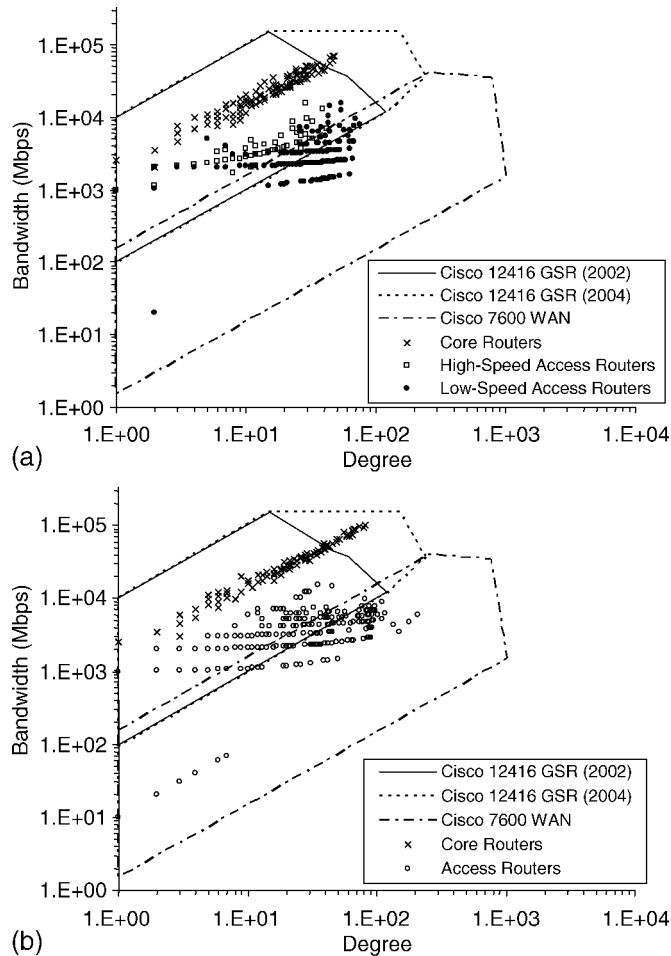 1.E+05
1.E+04
1.E+03
1.E+02
1.E+01
1.E+00
Bandwidth (Mbps)
Cisco 12416 GSR (2002)
Cisco 12416 GSR (2004)
Cisco 7600 WAN
Core Routers
High-Speed Access Routers
Low-Speed Access Routers
1.E+00 1.E+01 1.E+02 1.E+03 1.E+04
Degree
(a)
1.E+05
1.E+04
1.E+03
1.E+02
1.E+01
1.E+00
Bandwidth (Mbps)
Cisco 12416 GSR (2002)
Cisco 12416 GSR (2004)
Cisco 7600 WAN
Core Routers
Access Routers
1.E+00 1.E+01 1.E+02 1.E+03 1.E+04
Degree
(b)